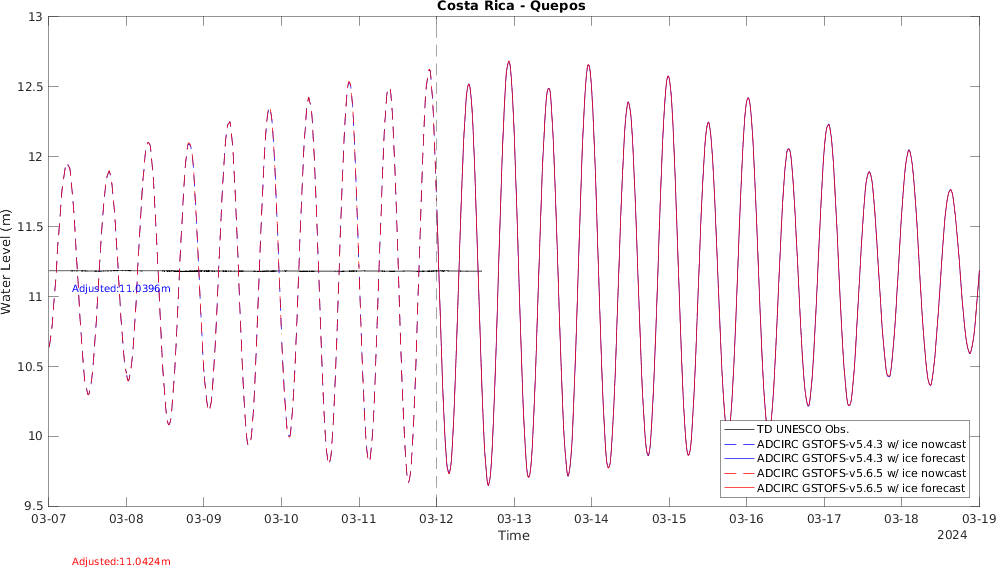 Costa Rica - Quepos
13
12.5
12
11.5
11
10.5
10
9.5
Water Level (m)
Adjusted:11.0396m
TD UNESCO Obs.
ADCIRC GSTOFS-v5.4.3 w/ ice nowcast
ADCIRC GSTOFS-v5.4.3 w/ ice forecast
ADCIRC GSTOFS-v5.6.5 w/ ice nowcast
ADCIRC GSTOFS-v5.6.5 w/ ice forecast
03-07 03-08 03-09 03-10 03-11 03-12 03-13 03-14 03-15 03-16 03-17 03-18 03-19
Time
2024
Adjusted:11.0424m